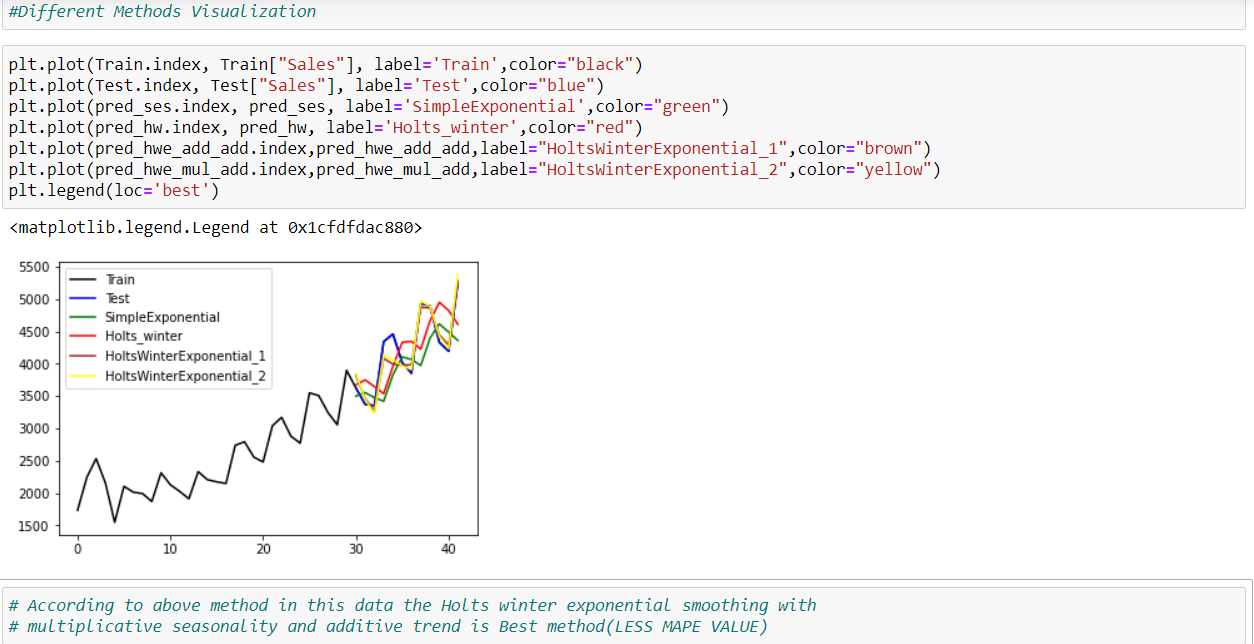 #Different Methods Visualization
plt.plot(Train.index, Train["Sales"], label='Train',color="black")
plt.plot(Test.index, Test["Sales"], label='Test',color="blue")
plt.plot(pred_ses.index, pred_ses, label='SimpleExponential',color="green")
plt.plot(pred_hw.index, pred_hw, label='Holts_winter',color="red")
plt.plot(pred_hwe_add_add.index,pred_hwe_add_add,label="HoltsWinterExponential_1",color="brown")
plt.plot(pred_hwe_mul_add.index,pred_hwe_mul_add,label="HoltsWinterExponential_2",color="yellow")
plt.legend(loc='best')
<matplotlib.legend.Legend at 0x1cfdfdac880>
5500
5000
4500
4000
3500
3000
2500
2000
1500
Train
Test
SimpleExponential
Holts_winter
HoltsWinterExponential_1
HoltsWinterExponential_2
0 10 20 30 40
# According to above method in this data the Holts winter exponential smoothing with
# multiplicative seasonality and additive trend is Best method(LESS MAPE VALUE)